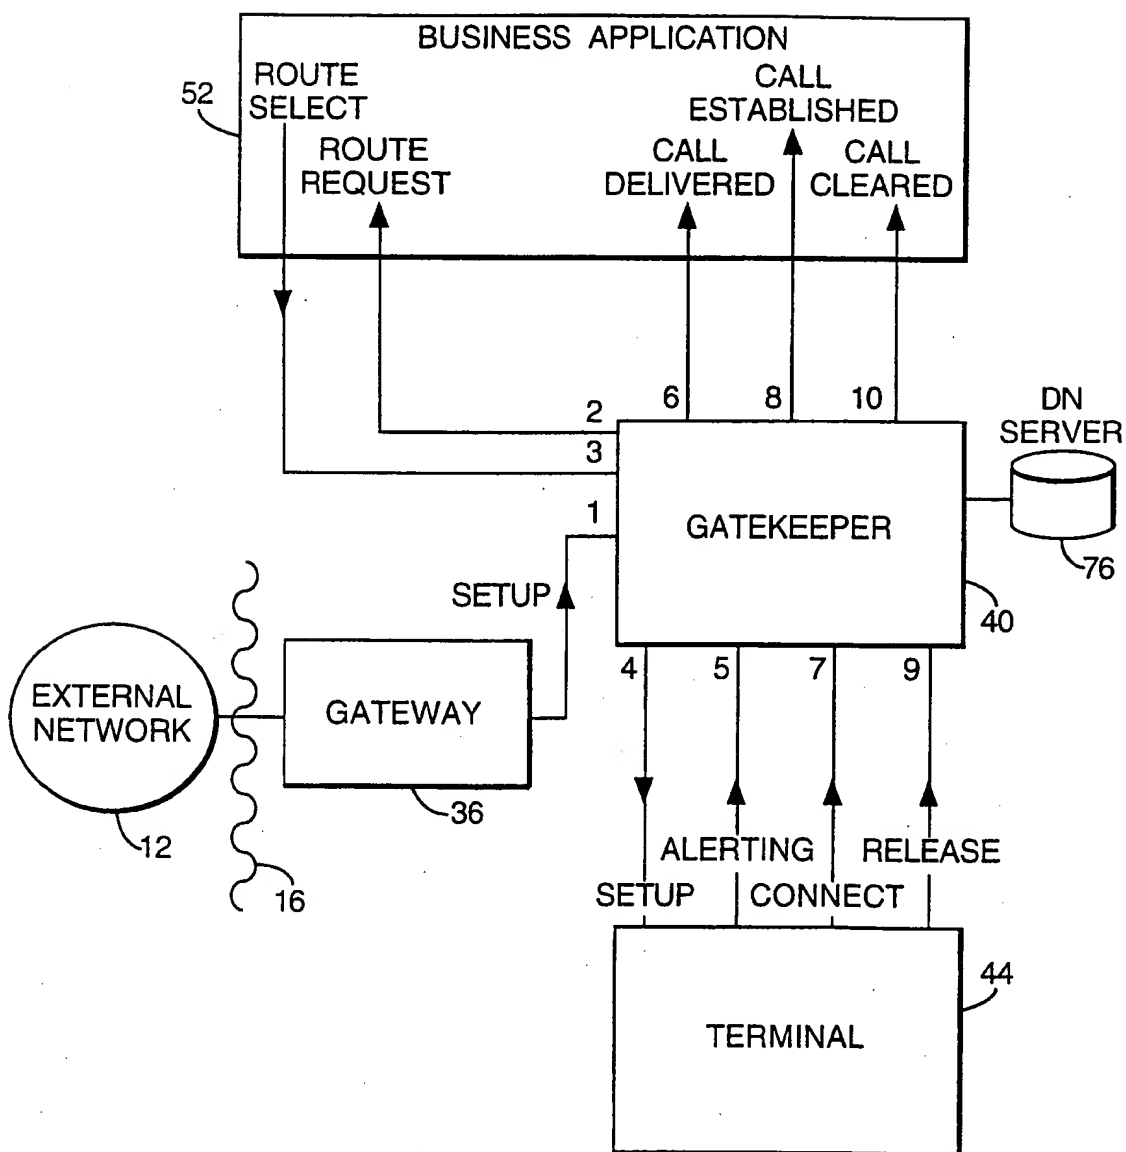 BUSINESS APPLICATION
ROUTE
SELECT
52
ROUTE
REQUEST
CALL
ESTABLISHED
CALL
DELIVERED
CALL
CLEARED
2
6
8
10
3
1
DN
SERVER
GATEKEEPER
76
SETUP
40
EXTERNAL
NETWORK
GATEWAY
4
5
7
9
36
12
16
ALERTING
RELEASE
SETUP
CONNECT
44
TERMINAL